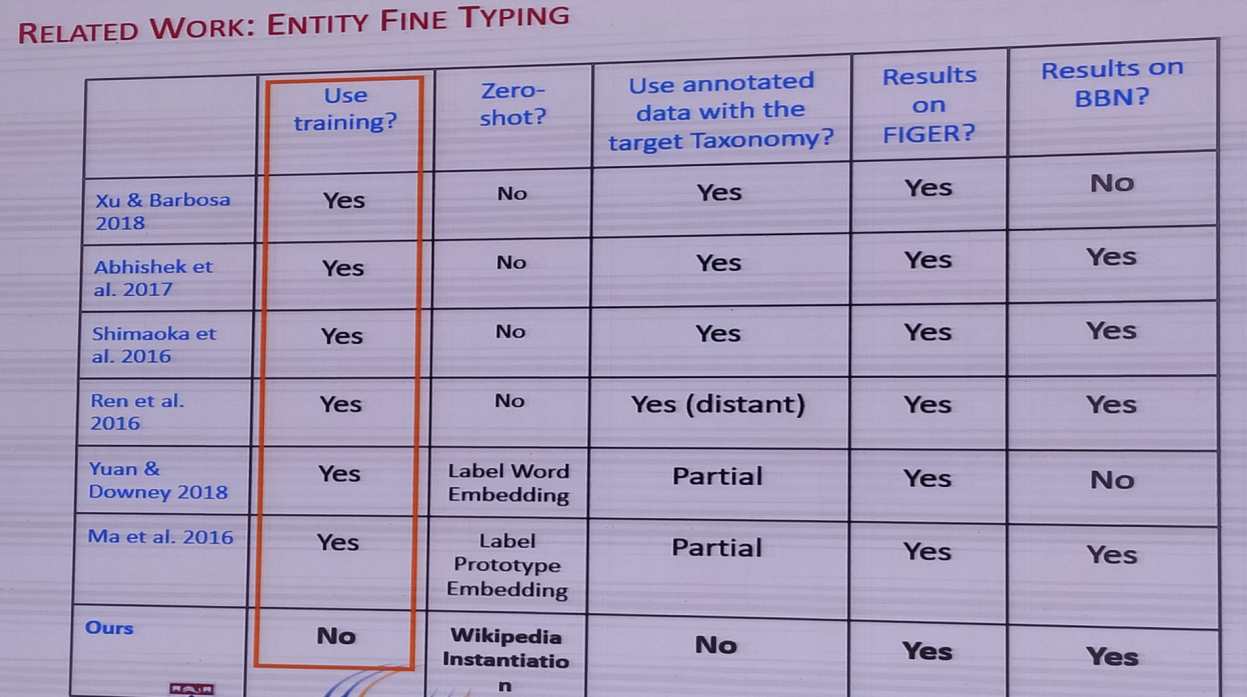 RELATED WORK: ENTITY FINE TYPING
Use training? Zero-shot? Use annotated data with the target Taxonomy? Results on FIGER? Results on BBN?
Xu & Barbosa 2018 Yes No Yes Yes No
Abhishek et al. 2017 Yes No Yes Yes Yes
Shimaoka et al. 2016 Yes No Yes Yes Yes
Ren et al. 2016 Yes No Yes (distant) Yes Yes
Yuan & Downey 2018 Yes Label Word Embedding Partial Yes No
Ma et al. 2016 Yes Label Prototype Embedding Partial Yes Yes
Ours No Wikipedia Instantiation No Yes Yes